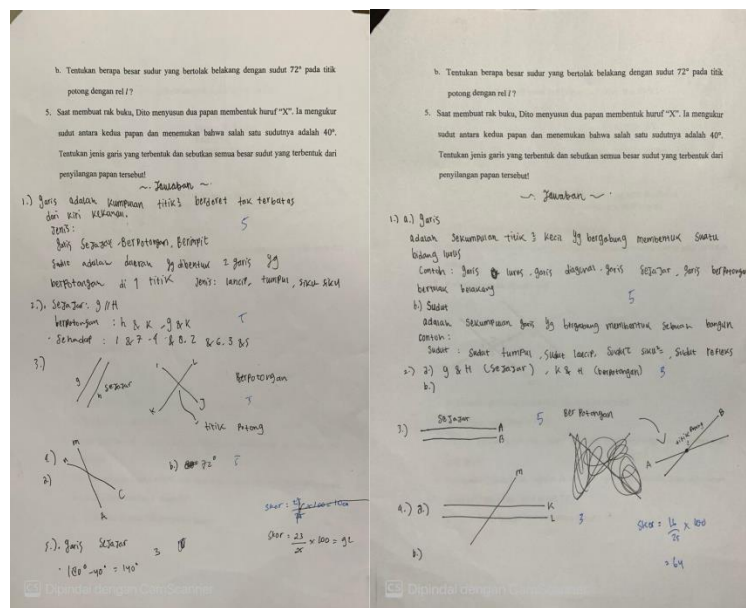 b. Tentukan berapa besar sudur yang bertolak belakang dengan sudut 72° pada titik
potong dengan rel l ?
5. Saat membuat rak buku, Dito menyusun dua papan membentuk huruf "X". Ia mengukur
sudut antara kedua papan dan menemukan bahwa salah satu sudutnya adalah 40°.
Tentukan jenis garis yang terbentuk dan sebutkan semua besar sudut yang terbentuk dari
penyilangan papan tersebut!
~ Jawaban ~
1.) garis adalah kumpulan titik2 berderet tak terbatas
dari kiri kekanan.
Jenis:
5
garis Sejajar - Berpotongan, Berimpit
Sudut adalah daerah yg dibentuk 2 garis yg
berpotongan di 1 titik Jenis: lancip, tumpul, siku siku
2.). Sejajar: g // H
berpotongan : h & K , g & K
Sehadap : 1 & 7
3.)
g
h
sejajar
L
K
J
Berpotongan
titik Potong
a)
m
C
b) 72°
5.). garis Sejajar
3
180° - 40° = 140°
Skor : 23/25 x 100 = 92
CS Dipindai dengan CamScanner
b. Tentukan berapa besar sudur yang bertolak belakang dengan sudut 72° pada titik
potong dengan rel l ?
5. Saat membuat rak buku, Dito menyusun dua papan membentuk huruf "X". Ia mengukur
sudut antara kedua papan dan menemukan bahwa salah satu sudutnya adalah 40°.
Tentukan jenis garis yang terbentuk dan sebutkan semua besar sudut yang terbentuk dari
penyilangan papan tersebut!
~ Jawaban ~
1.) a.) garis
adalah sekumpulan titik 2 kecil yg bergabung membentuk suatu
bidang lurus
Contoh : garis lurus, garis diagonal, garis sejajar, garis berpotongan
bertolak belakang
5
b.) Sudut
adalah sekumpulan garis yg bergabung membentuk sebuah bangun
contoh:
Sudut : Sudut tumpul, Sudut lancip, Sudut siku², Sudut refleks
2.) a) g & H (sejajar) , K & H (berpotongan) 3
b.)
3.)
Sejajar
A
B
5
Berpotongan
titik Potong
A
B
4.) a.)
m
K
L
3
b.)
Skor : 16/25 x 100
= 64
CS Dipindai dengan CamScanner